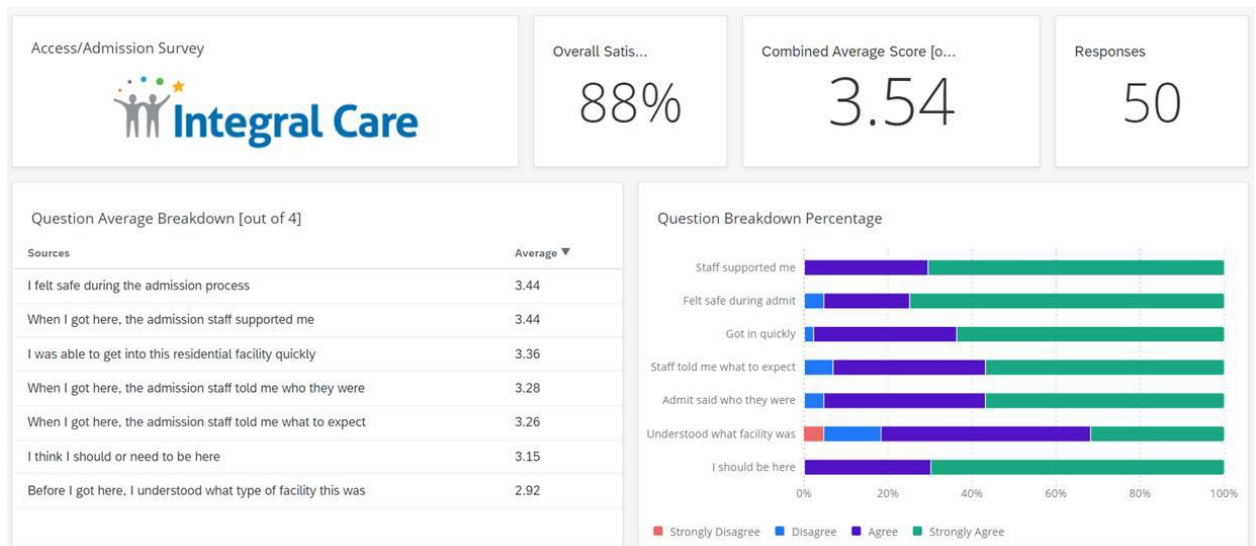 Access/Admission Survey
Integral Care
Overall Satis...
88%
Combined Average Score [o...
3.54
Responses
50
Question Average Breakdown [out of 4]
Sources Average ▼
I felt safe during the admission process 3.44
When I got here, the admission staff supported me 3.44
I was able to get into this residential facility quickly 3.36
When I got here, the admission staff told me who they were 3.28
When I got here, the admission staff told me what to expect 3.26
I think I should or need to be here 3.15
Before I got here, I understood what type of facility this was 2.92
Question Breakdown Percentage
Staff supported me
Felt safe during admit
Got in quickly
Staff told me what to expect
Admit said who they were
Understood what facility was
I should be here
0% 20% 40% 60% 80% 100%
Strongly Disagree Disagree Agree Strongly Agree